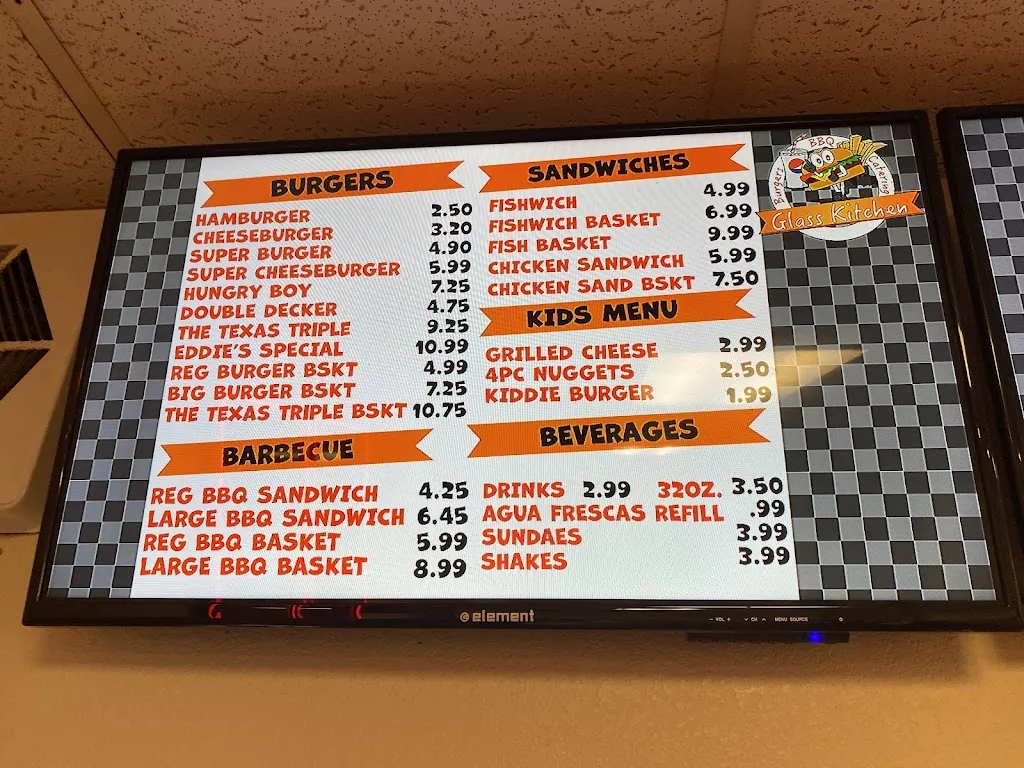 BURGERS
HAMBURGER 2.50
CHEESEBURGER 3.20
SUPER BURGER 4.90
SUPER CHEESEBURGER 5.99
HUNGRY BOY 7.25
DOUBLE DECKER 4.75
THE TEXAS TRIPLE 9.25
EDDIE'S SPECIAL 10.99
REG BURGER BSKT 4.99
BIG BURGER BSKT 7.25
THE TEXAS TRIPLE BSKT 10.75
BARBECUE
REG BBQ SANDWICH 4.25
LARGE BBQ SANDWICH 6.45
REG BBQ BASKET 5.99
LARGE BBQ BASKET 8.99
SANDWICHES
FISHWICH 4.99
FISHWICH BASKET 6.99
FISH BASKET 9.99
CHICKEN SANDWICH 5.99
CHICKEN SAND BSKT 7.50
KIDS MENU
GRILLED CHEESE 2.99
4PC NUGGETS 2.50
KIDDIE BURGER 1.99
BEVERAGES
DRINKS 2.99 32OZ. 3.50
AGUA FRESCAS REFILL .99
SUNDAES 3.99
SHAKES 3.99
Burgers BBQ Catering
Glass Kitchen
element
- VOL + ∨ CH ∧ MENU SOURCE